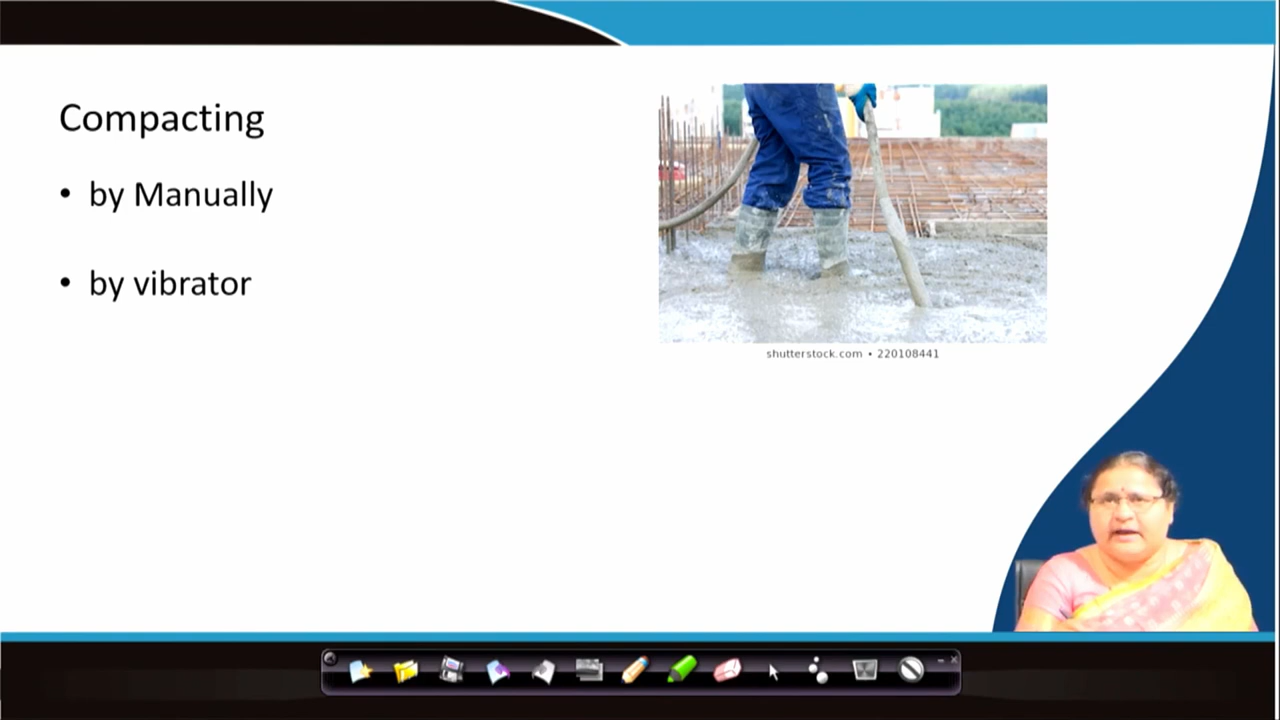 Compacting
• by Manually
• by vibrator
shutterstock.com • 220108441